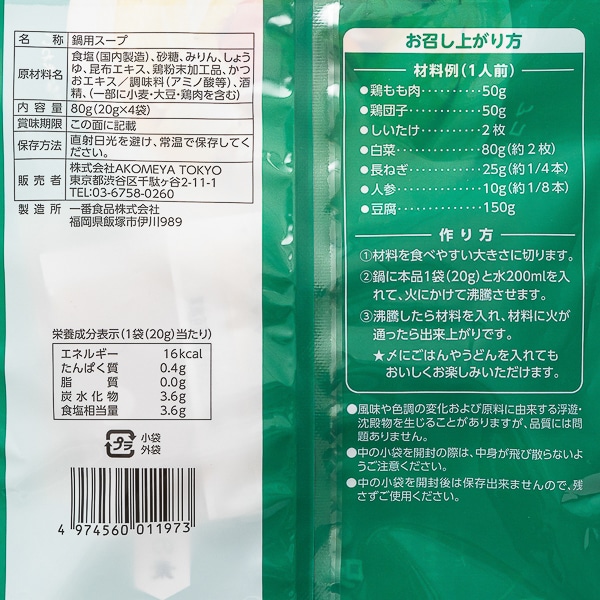 名 称 鍋用スープ
原材料名 食塩(国内製造)、砂糖、みりん、しょう
ゆ、昆布エキス、鶏粉末加工品、かつ
おエキス/調味料(アミノ酸等)、酒
精、(一部に小麦・大豆・鶏肉を含む)
内容量 80g(20g×4袋)
賞味期限 この面に記載
保存方法 直射日光を避け、常温で保存してく
ださい。
販売者 株式会社AKOMEYA TOKYO
東京都渋谷区千駄ヶ谷2-11-1
TEL:03-6758-0260
製造所 一番食品株式会社
福岡県飯塚市伊川989
栄養成分表示(1袋(20g)当たり)
エネルギー 16kcal
たんぱく質 0.4g
脂質 0.0g
炭水化物 3.6g
食塩相当量 3.6g
プラ 小袋
外袋
4 974560 011973
お召し上がり方
材料例(1人前)
●鶏もも肉……………50g
●鶏団子………………50g
●しいたけ……………2枚
●白菜…………………80g(約2枚)
●長ねぎ………………25g(約1/4本)
●人参…………………10g(約1/8本)
●豆腐…………………150g
作り方
①材料を食べやすい大きさに切ります。
②鍋に本品1袋(20g)と水200mlを入
れて、火にかけて沸騰させます。
③沸騰したら材料を入れ、材料に火が
通ったら出来上がりです。
★〆にごはんやうどんを入れても
おいしくお楽しみいただけます。
●風味や色調の変化および原料に由来する浮遊・
沈殿物を生じることがありますが、品質には問
題ありません。
●中の小袋を開封の際は、中身が飛び散らないよ
うご注意ください。
●中の小袋を開封後は保存出来ませんので、残
さずご使用ください。